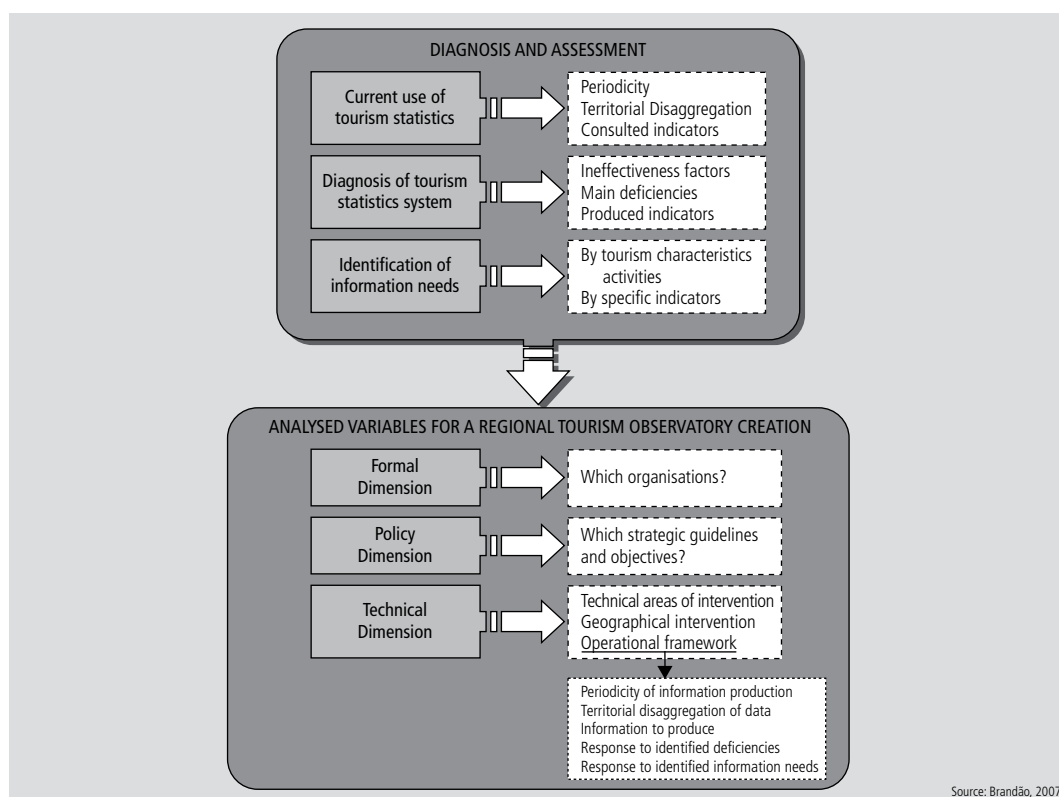 DIAGNOSIS AND ASSESSMENT
Current use of
tourism statistics
Periodicity
Territorial Disaggregation
Consulted indicators
Diagnosis of tourism
statistics system
Ineffectiveness factors
Main deficiencies
Produced indicators
Identification of
information needs
By tourism characteristics
activities
By specific indicators
ANALYSED VARIABLES FOR A REGIONAL TOURISM OBSERVATORY CREATION
Formal
Dimension
Which organisations?
Policy
Dimension
Which strategic guidelines
and objectives?
Technical
Dimension
Technical areas of intervention
Geographical intervention
Operational framework
Periodicity of information production
Territorial disaggregation of data
Information to produce
Response to identified deficiencies
Response to identified information needs
Source: Brandão, 2007